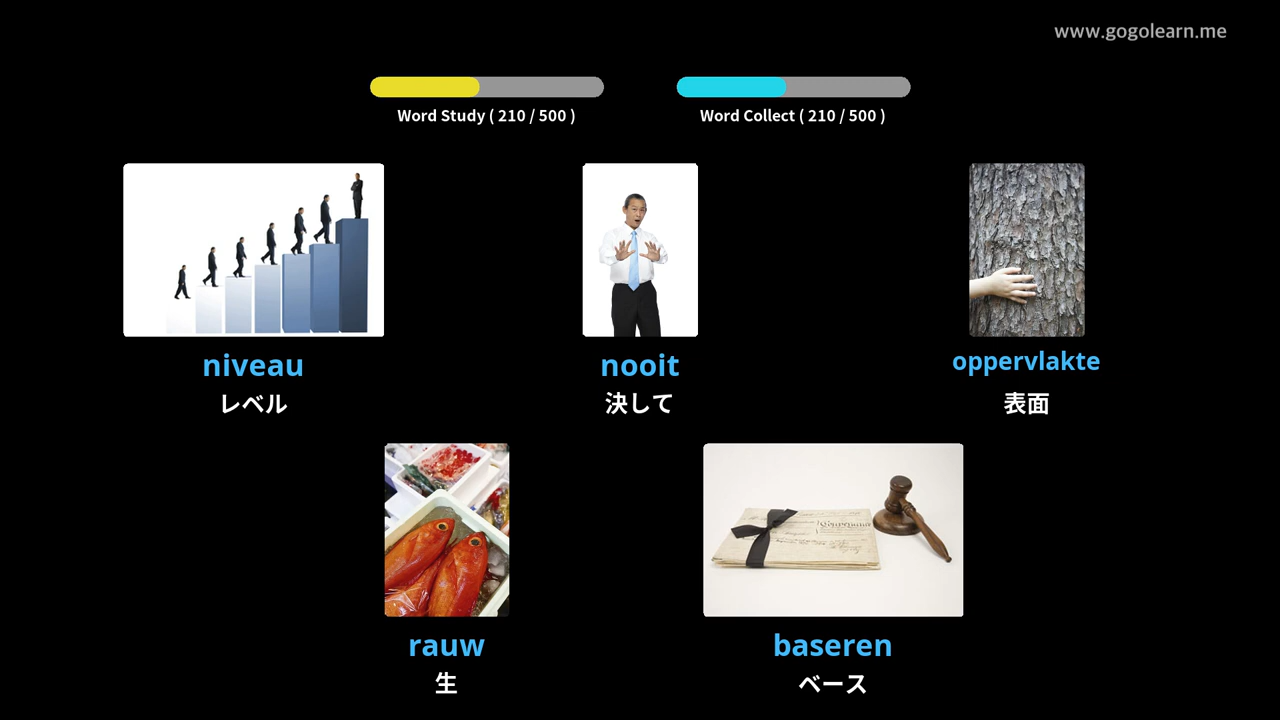 www.gogolearn.me
Word Study ( 210 / 500 )
Word Collect ( 210 / 500 )
niveau
レベル
nooit
決して
oppervlakte
表面
rauw
生
baseren
ベース